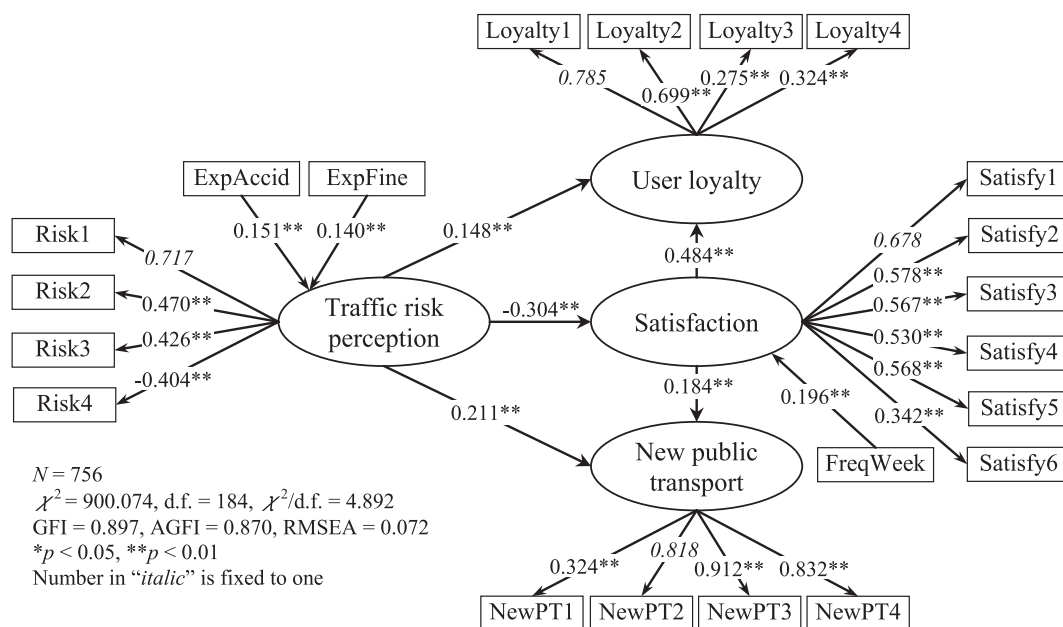 Loyalty1 Loyalty2 Loyalty3 Loyalty4
0.785
0.699** 0.275** 0.324**
ExpAccid ExpFine
User loyalty
Satisfy1
Risk1
0.151** 0.140**
0.148**
Satisfy2
0.717
0.484**
0.678
0.578**
Risk2
0.470**
Traffic risk
perception
-0.304**
Satisfaction
0.567**
Satisfy3
Risk3
0.426**
0.530**
Satisfy4
-0.404**
0.184**
0.568**
Risk4
0.211**
0.196**
0.342**
Satisfy5
New public
transport
FreqWeek
Satisfy6
N = 756
χ² = 900.074, d.f. = 184, χ²/d.f. = 4.892
GFI = 0.897, AGFI = 0.870, RMSEA = 0.072
*p < 0.05, **p < 0.01
Number in “italic” is fixed to one
0.324** 0.818 0.912** 0.832**
NewPT1 NewPT2 NewPT3 NewPT4